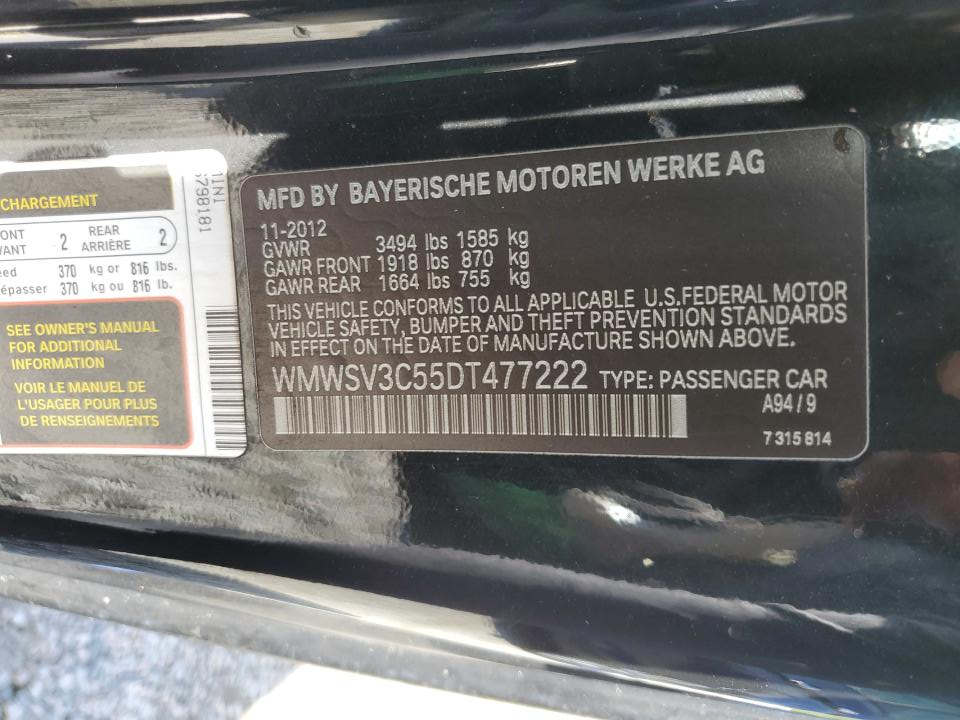 CHARGEMENT
2 REAR
ARRIÈRE 2
370 kg or 816 lbs.
370 kg ou 816 lb.
SEE OWNER'S MANUAL
FOR ADDITIONAL
INFORMATION
VOIR LE MANUEL DE
L'USAGER POUR PLUS
DE RENSEIGNEMENTS
MFD BY BAYERISCHE MOTOREN WERKE AG
11-2012
GVWR 3494 lbs 1585 kg
GAWR FRONT 1918 lbs 870 kg
GAWR REAR 1664 lbs 755 kg
THIS VEHICLE CONFORMS TO ALL APPLICABLE U.S.FEDERAL MOTOR
VEHICLE SAFETY, BUMPER AND THEFT PREVENTION STANDARDS
IN EFFECT ON THE DATE OF MANUFACTURE SHOWN ABOVE.
WMWSV3C55DT477222 TYPE: PASSENGER CAR
A94 / 9
7 315 814